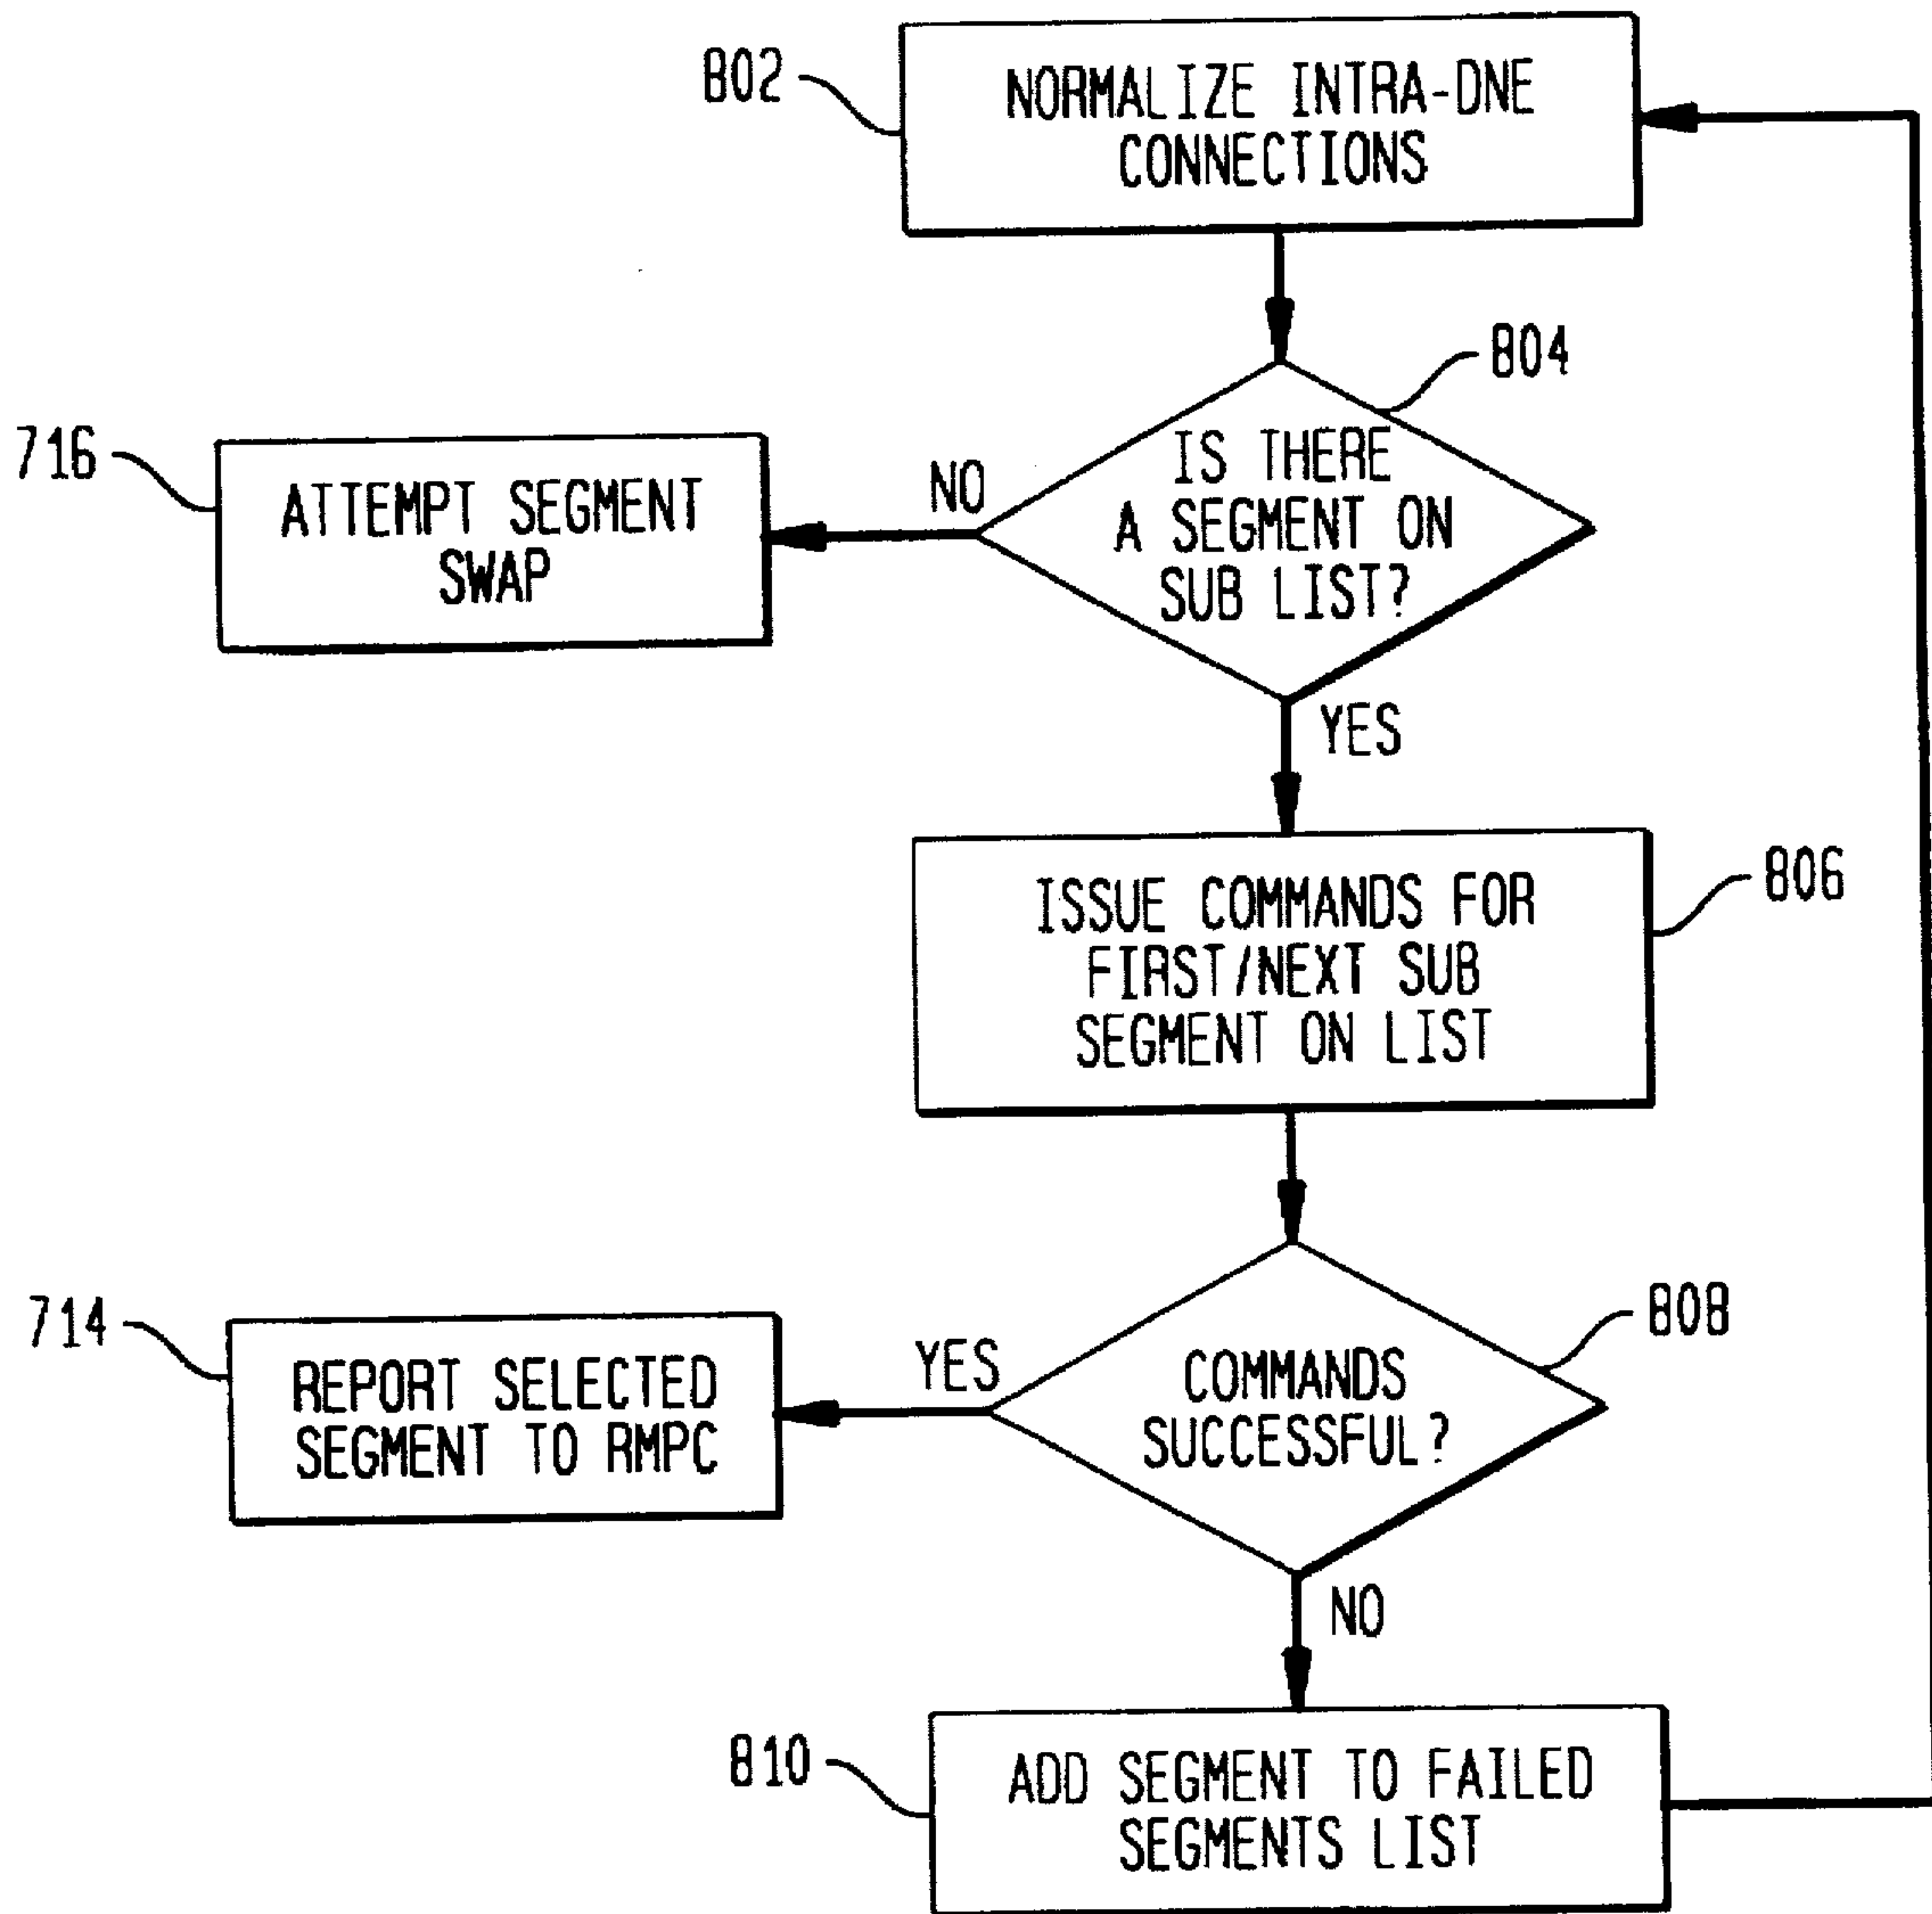 802
NORMALIZE INTRA-DNE
CONNECTIONS
804
IS THERE
A SEGMENT ON
SUB LIST?
NO
716
ATTEMPT SEGMENT
SWAP
YES
806
ISSUE COMMANDS FOR
FIRST/NEXT SUB
SEGMENT ON LIST
808
COMMANDS
SUCCESSFUL?
YES
714
REPORT SELECTED
SEGMENT TO RMPC
NO
810
ADD SEGMENT TO FAILED
SEGMENTS LIST